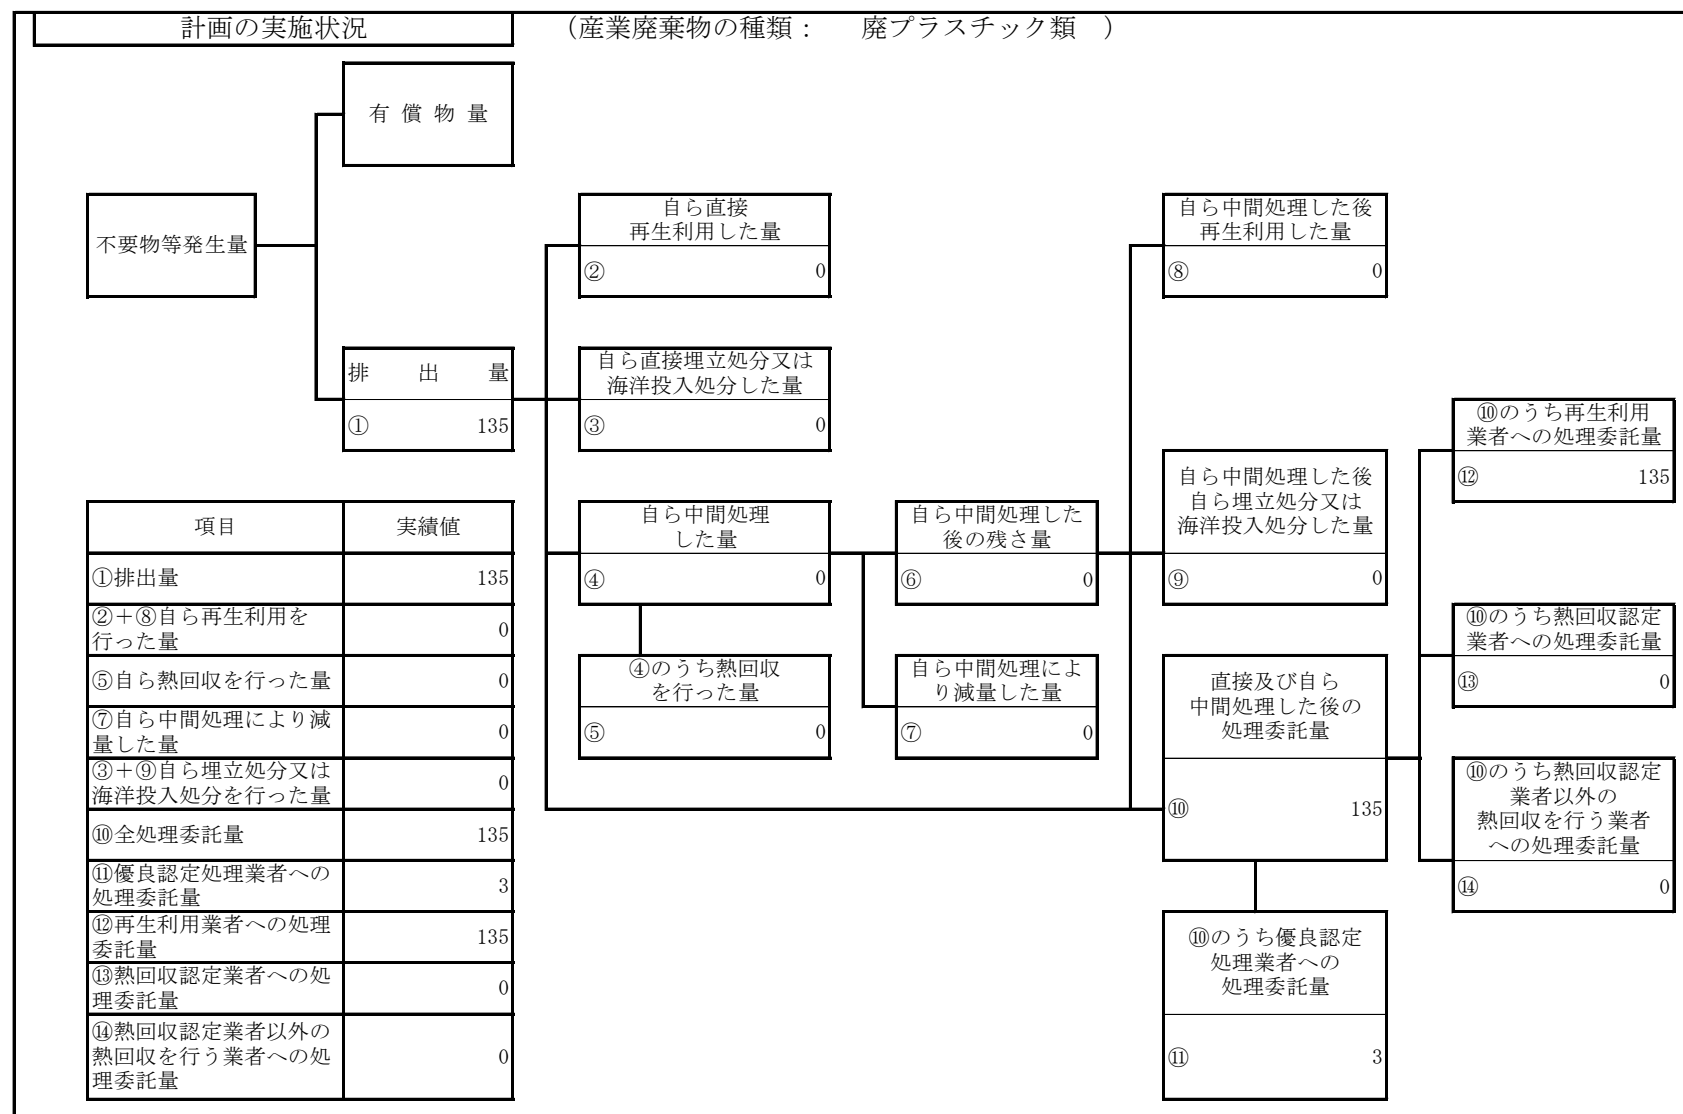 計画の実施状況
（産業廃棄物の種類：　廃プラスチック類　）
有 償 物 量
不要物等発生量
自ら直接
再生利用した量
② 0
自ら中間処理した後
再生利用した量
⑧ 0
排 出 量
① 135
自ら直接埋立処分又は
海洋投入処分した量
③ 0
⑩のうち再生利用
業者への処理委託量
⑫ 135
自ら中間処理
した量
④ 0
自ら中間処理した
後の残さ量
⑥ 0
自ら中間処理した後
自ら埋立処分又は
海洋投入処分した量
⑨ 0
⑩のうち熱回収認定
業者への処理委託量
⑬ 0
④のうち熱回収
を行った量
⑤ 0
自ら中間処理によ
り減量した量
⑦ 0
直接及び自ら
中間処理した後の
処理委託量
⑩ 135
⑩のうち熱回収認定
業者以外の
熱回収を行う業者
への処理委託量
⑭ 0
⑩のうち優良認定
処理業者への
処理委託量
⑪ 3
項目 実績値
①排出量 135
②＋⑧自ら再生利用を
行った量 0
⑤自ら熱回収を行った量 0
⑦自ら中間処理により減
量した量 0
③＋⑨自ら埋立処分又は
海洋投入処分を行った量 0
⑩全処理委託量 135
⑪優良認定処理業者への
処理委託量 3
⑫再生利用業者への処理
委託量 135
⑬熱回収認定業者への処
理委託量 0
⑭熱回収認定業者以外の
熱回収を行う業者への処
理委託量 0